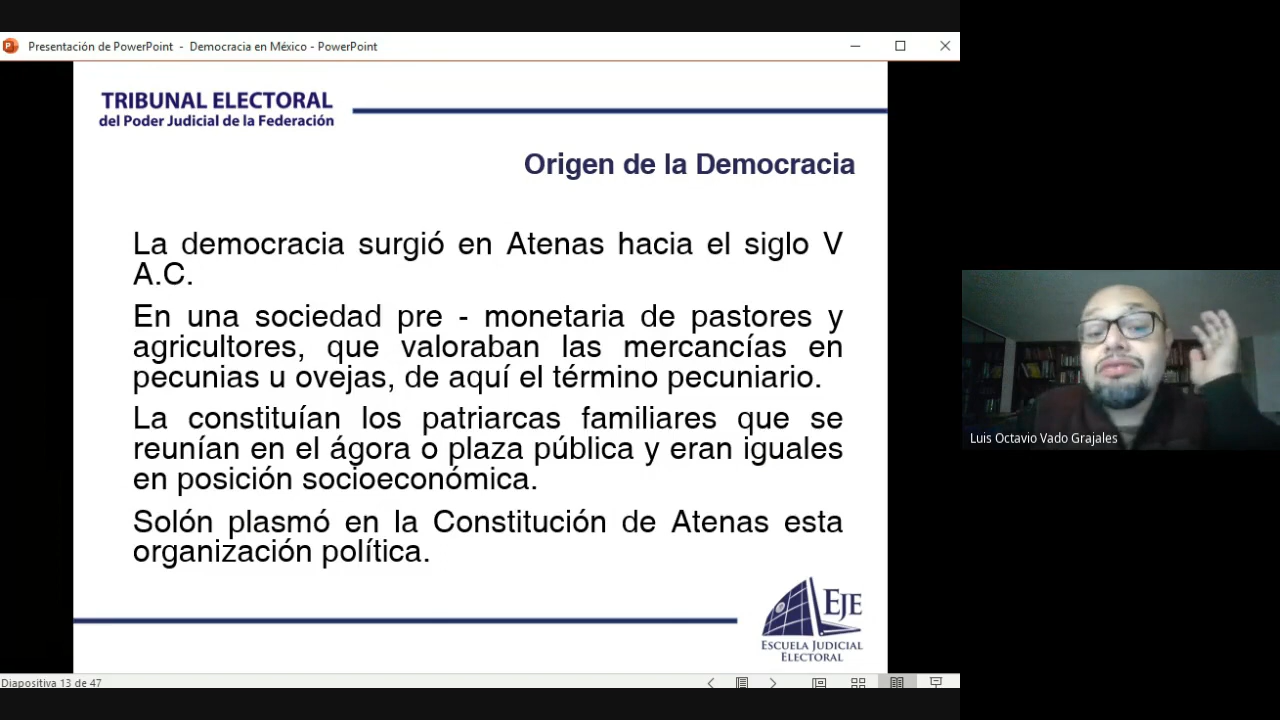 Presentación de PowerPoint - Democracia en México - PowerPoint
TRIBUNAL ELECTORAL
del Poder Judicial de la Federación
Origen de la Democracia
La democracia surgió en Atenas hacia el siglo V
A.C.
En una sociedad pre - monetaria de pastores y
agricultores, que valoraban las mercancías en
pecunias u ovejas, de aquí el término pecuniario.
La constituían los patriarcas familiares que se
reunían en el ágora o plaza pública y eran iguales
en posición socioeconómica.
Solón plasmó en la Constitución de Atenas esta
organización política.
EJE
ESCUELA JUDICIAL
ELECTORAL
Diapositiva 13 de 47
Luis Octavio Vado Grajales